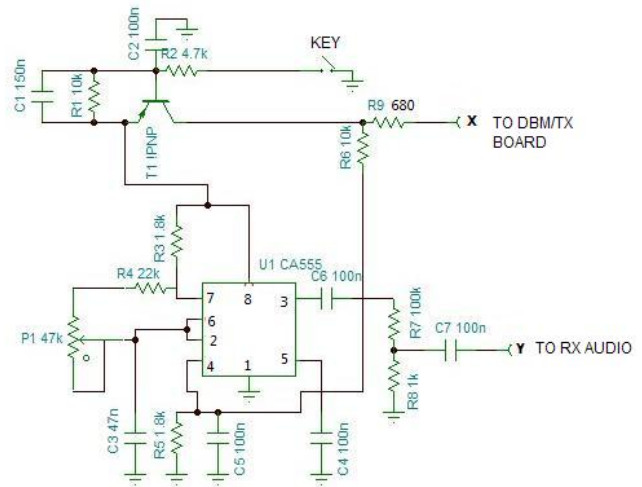 C2 100n
R2 4.7k
KEY
C1 150n
R1 10k
T1 !PNP
R9 680
X TO DBM/TX
BOARD
R6 10k
R3 1.8k
U1 CA555
C6 100n
R4 22k
7 8 3
P1 47k
6
2 5
4 1
R7 100k
C7 100n
Y TO RX AUDIO
R8 1k
C3 47n
R5 1.8k
C5 100n
C4 100n